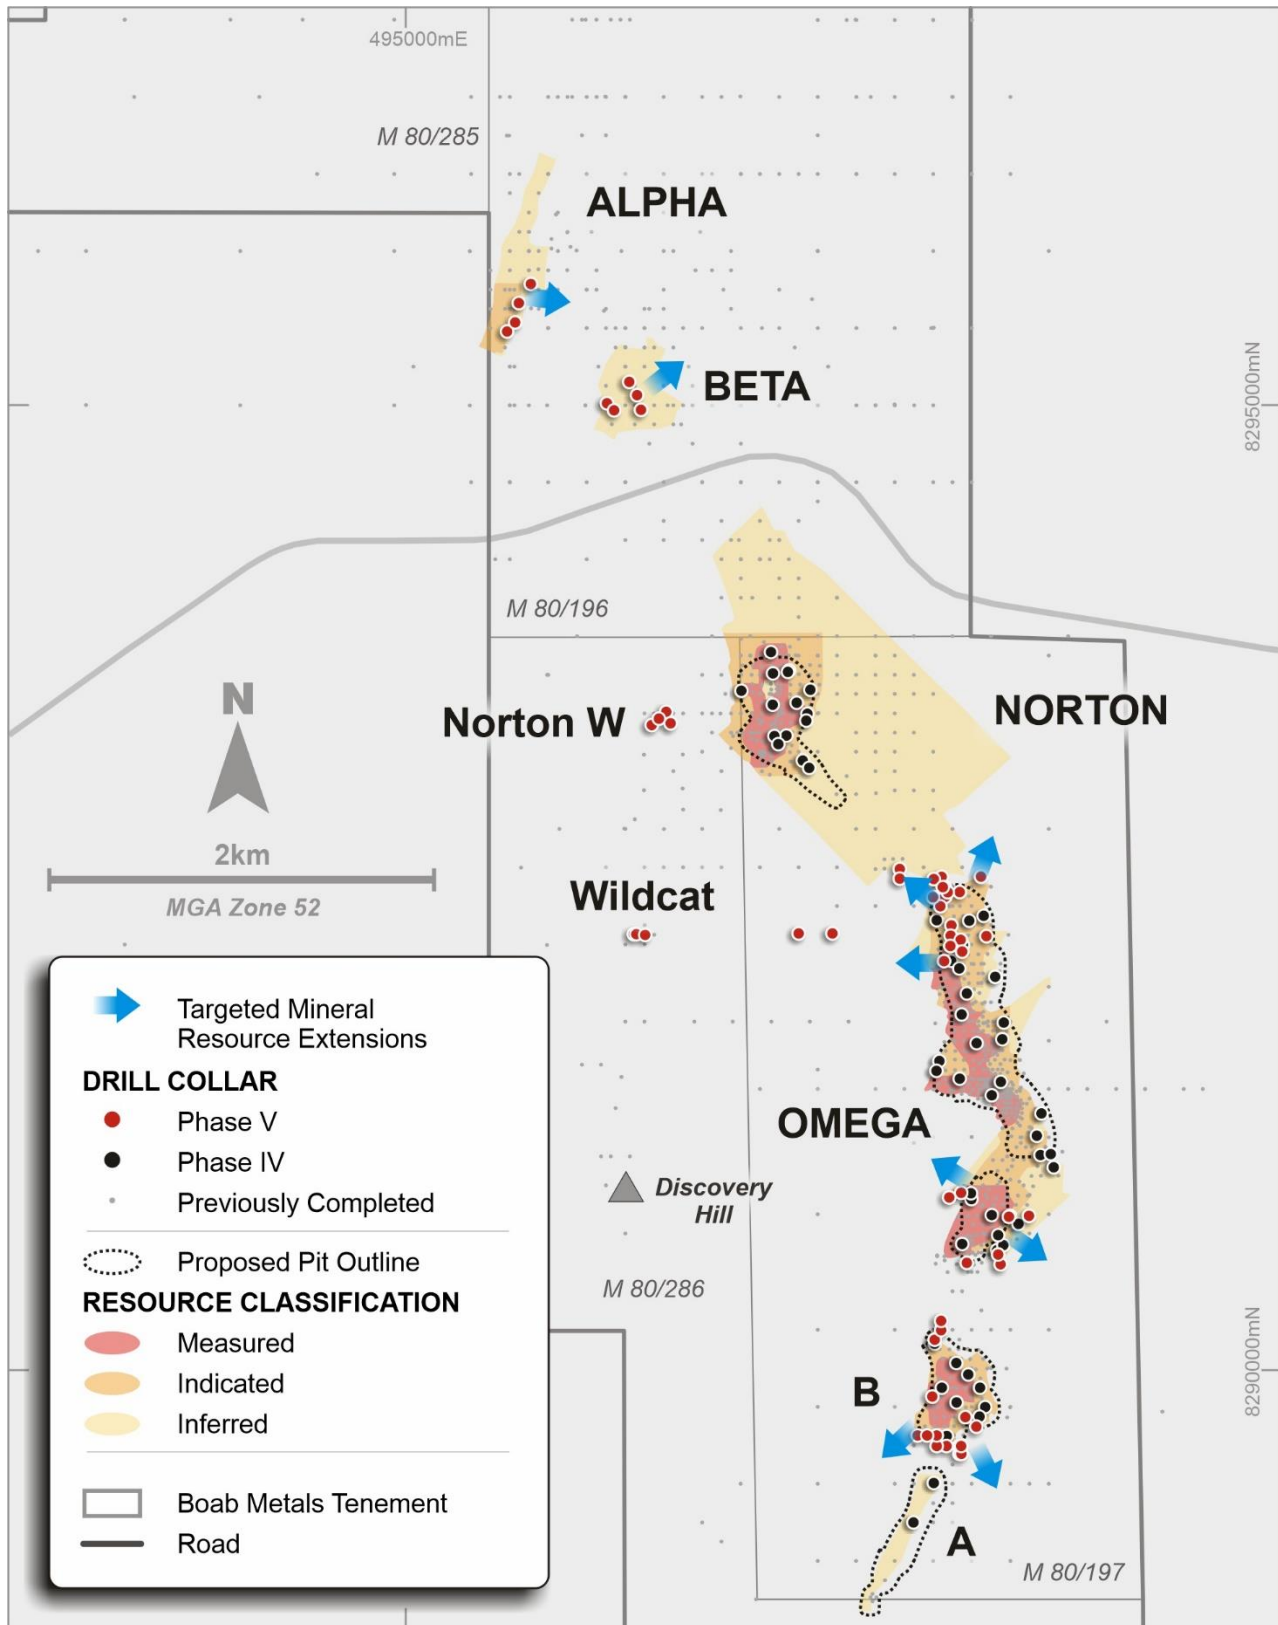 495000mE
M 80/285
ALPHA
BETA
8295000mN
M 80/196
N
Norton W
NORTON
2km
MGA Zone 52
Wildcat
Targeted Mineral
Resource Extensions
DRILL COLLAR
Phase V
Phase IV
Previously Completed
Proposed Pit Outline
RESOURCE CLASSIFICATION
Measured
Indicated
Inferred
Boab Metals Tenement
Road
OMEGA
Discovery
Hill
M 80/286
B
8290000mN
A
M 80/197